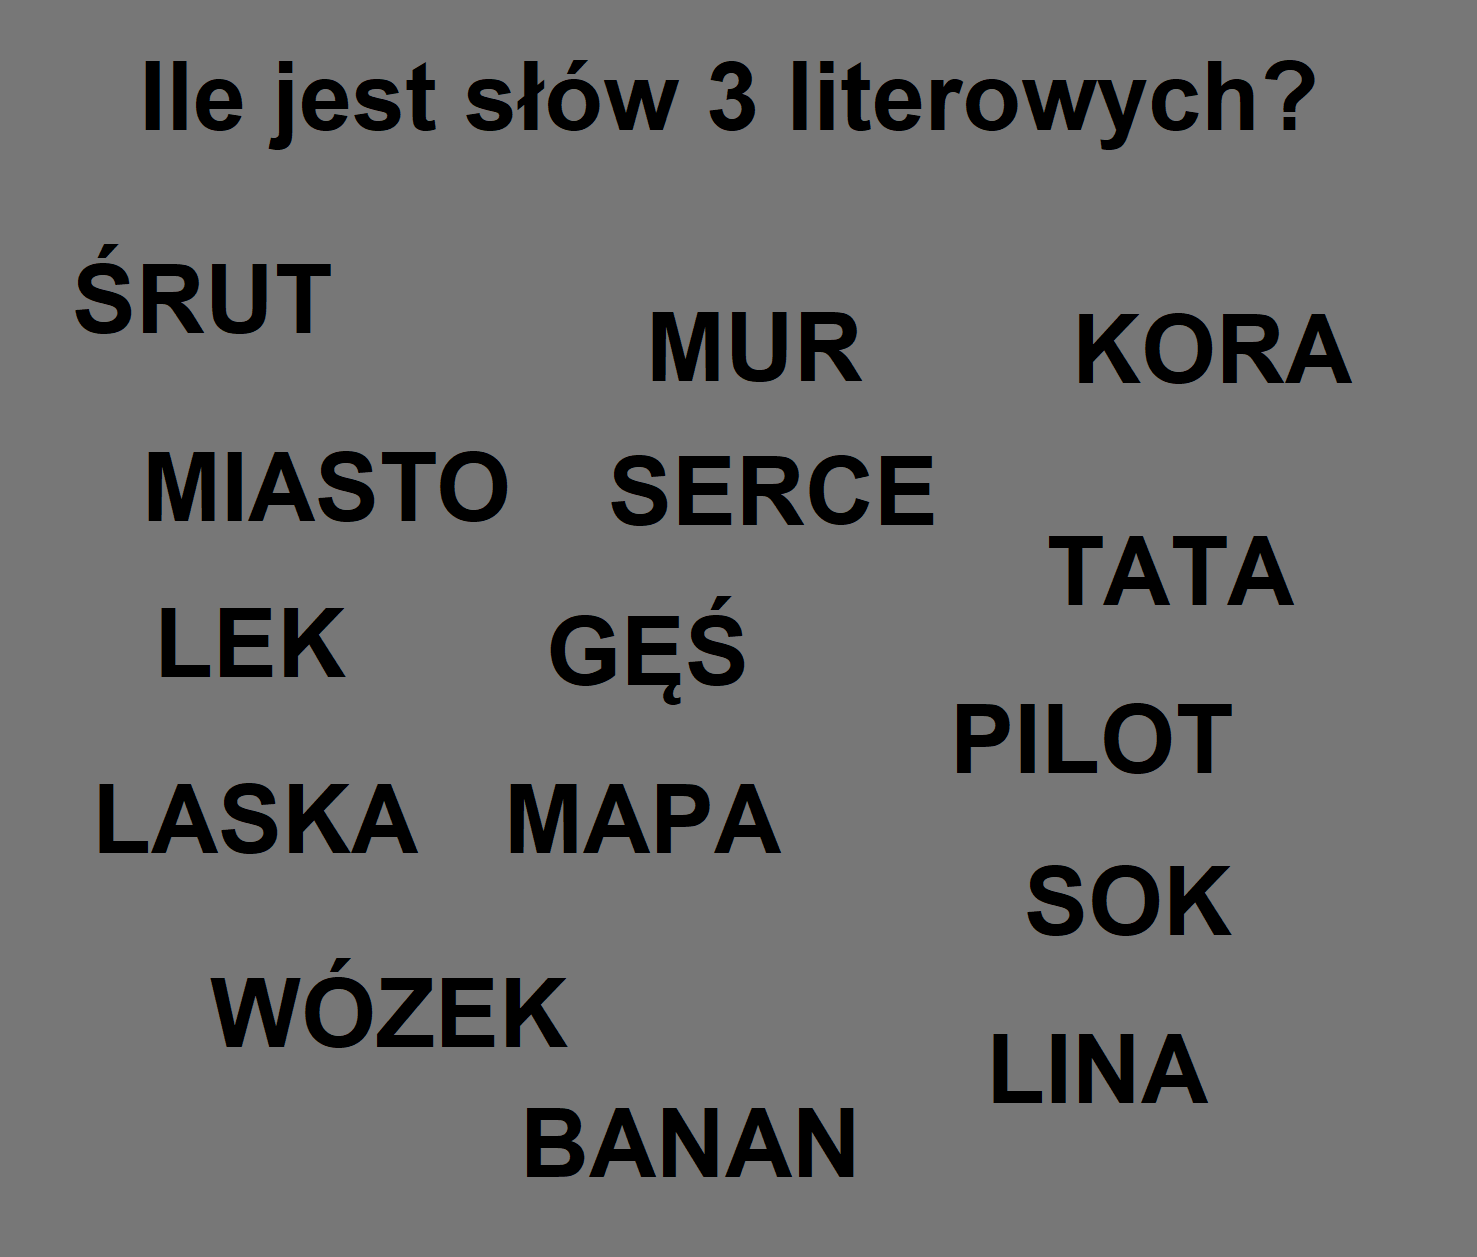 Ile jest słów 3 literowych?
ŚRUT
MUR
KORA
MIASTO
SERCE
TATA
LEK
GĘŚ
PILOT
LASKA
MAPA
SOK
WÓZEK
LINA
BANAN